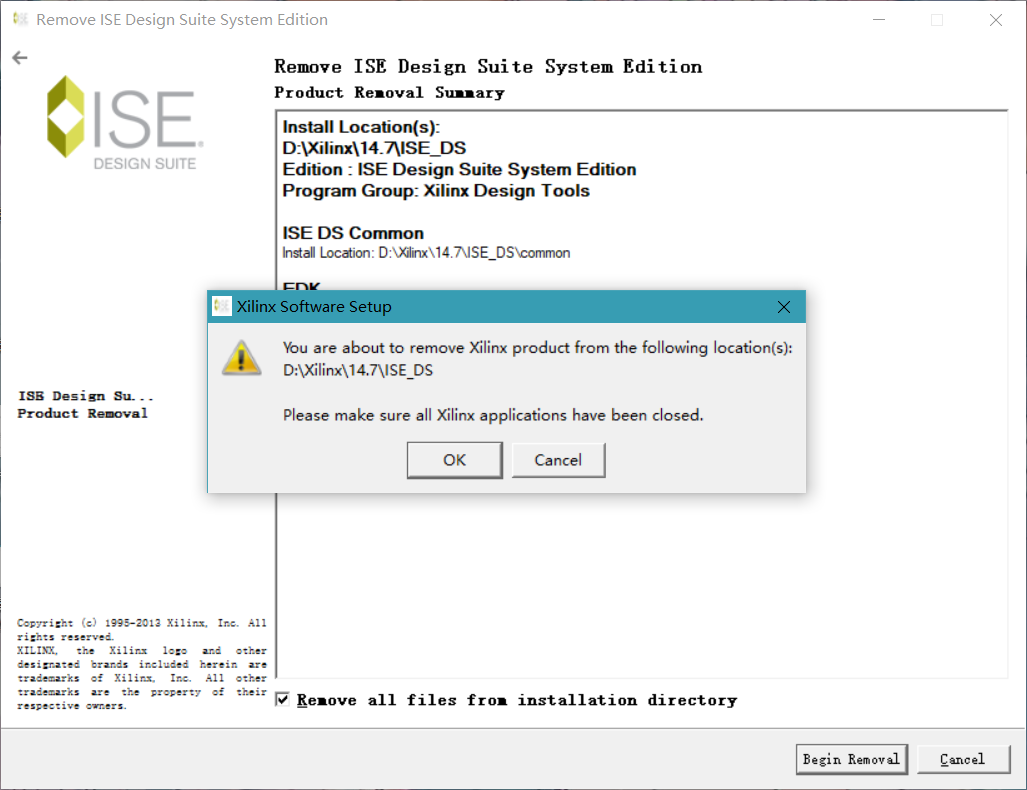 Remove ISE Design Suite System Edition
ISE
DESIGN SUITE
Remove ISE Design Suite System Edition
Product Removal Summary
Install Location(s):
D:\Xilinx\14.7\ISE_DS
Edition : ISE Design Suite System Edition
Program Group: Xilinx Design Tools
ISE DS Common
Install Location: D:\Xilinx\14.7\ISE_DS\common
EDK
Xilinx Software Setup
You are about to remove Xilinx product from the following location(s):
D:\Xilinx\14.7\ISE_DS
Please make sure all Xilinx applications have been closed.
OK
Cancel
ISE Design Su...
Product Removal
Copyright (c) 1995-2013 Xilinx, Inc. All
rights reserved.
XILINX, the Xilinx logo and other
designated brands included herein are
trademarks of Xilinx, Inc. All other
trademarks are the property of their
respective owners.
Remove all files from installation directory
Begin Removal
Cancel